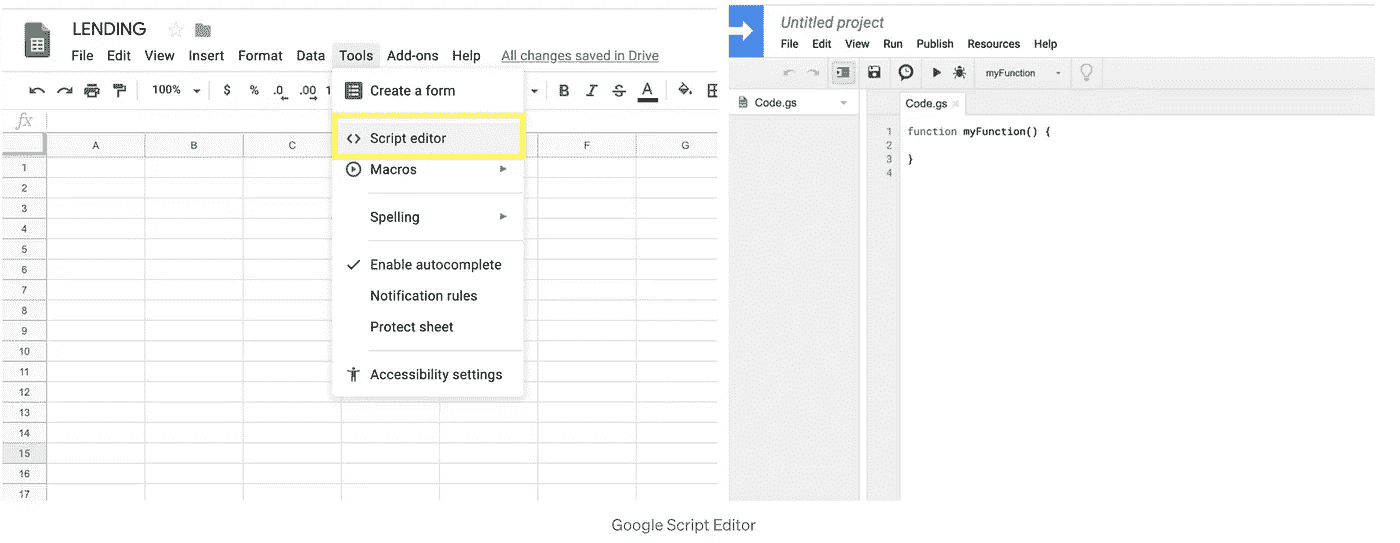 LENDING
File Edit View Insert Format Data Tools Add-ons Help All changes saved in Drive
100% $ % .0 .00 1 B I S A
fx
Create a form
Script editor
Macros
Spelling
Enable autocomplete
Notification rules
Protect sheet
Accessibility settings
A B C F G
1
2
3
4
5
6
7
8
9
10
11
12
13
14
15
16
17
Untitled project
File Edit View Run Publish Resources Help
myFunction
Code.gs
Code.gs
1 function myFunction() {
2
3 }
4
Google Script Editor